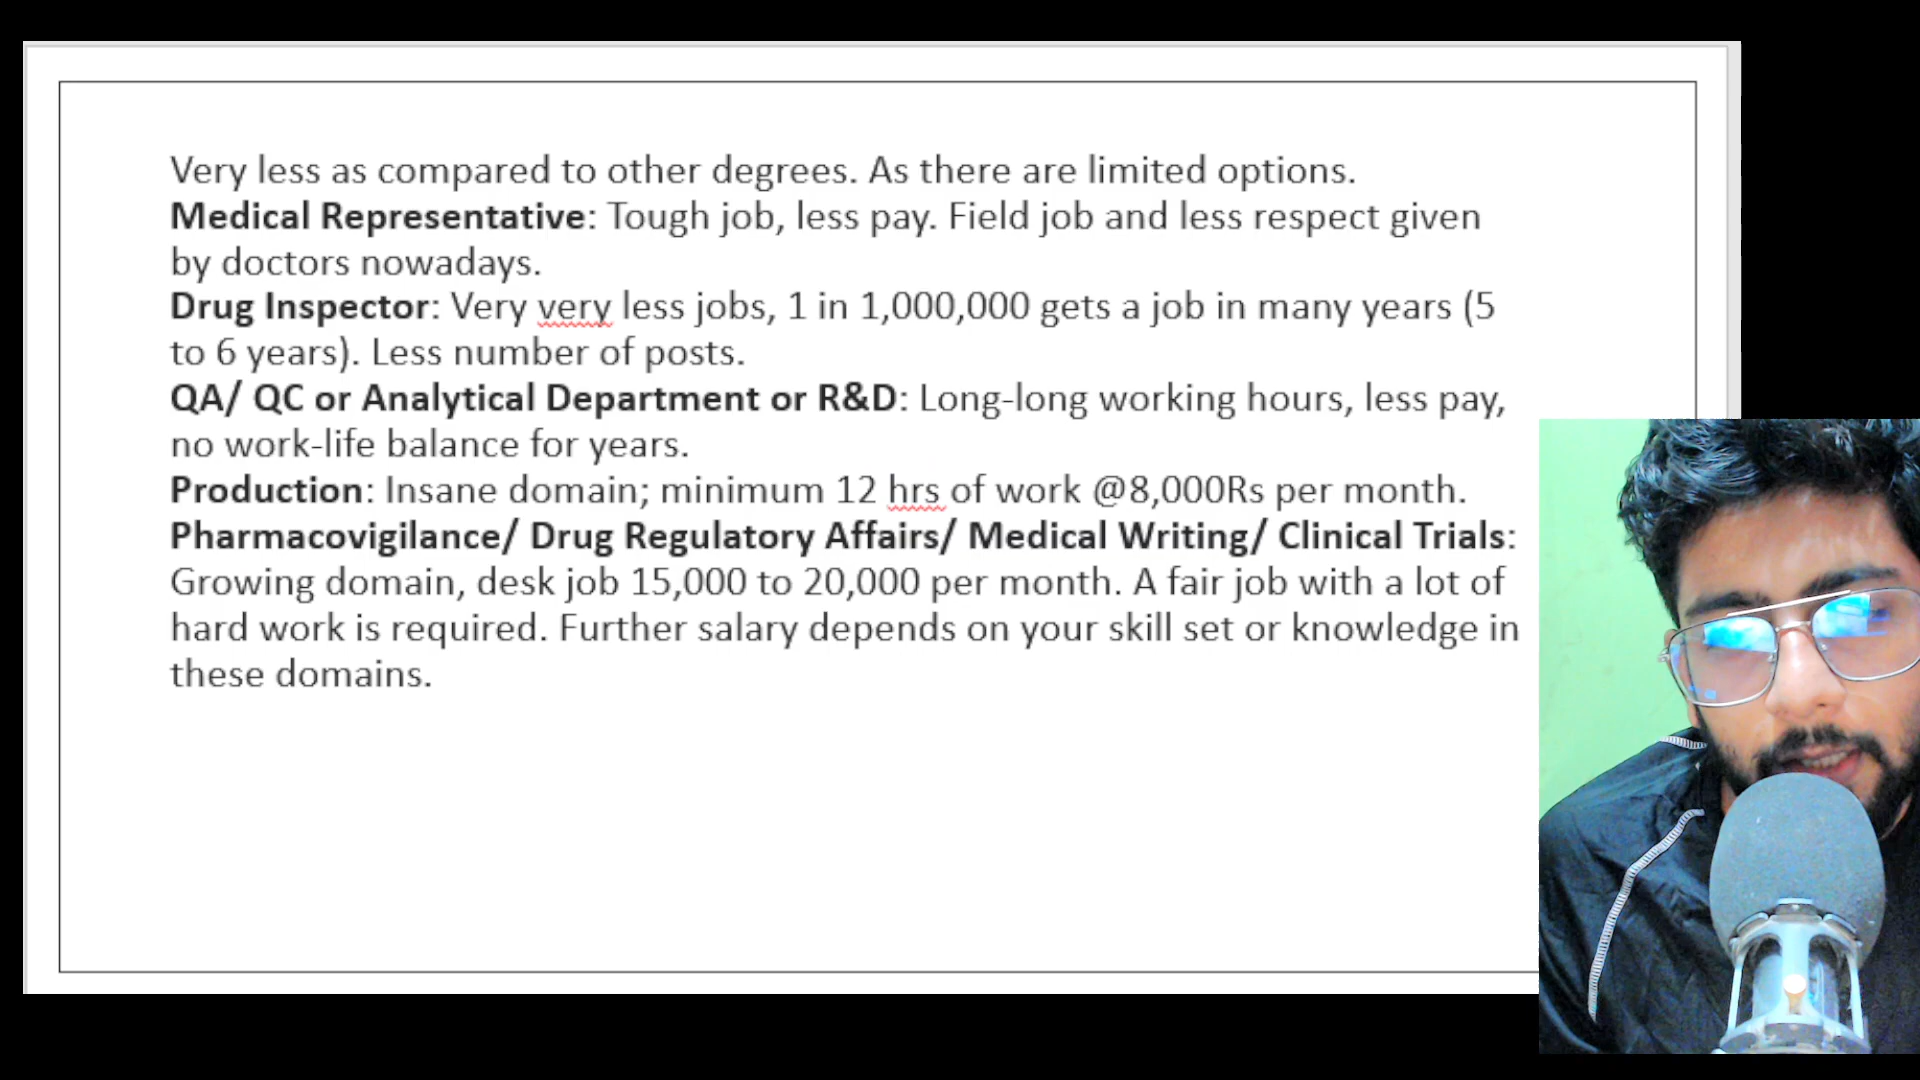 Very less as compared to other degrees. As there are limited options.
Medical Representative: Tough job, less pay. Field job and less respect given
by doctors nowadays.
Drug Inspector: Very very less jobs, 1 in 1,000,000 gets a job in many years (5
to 6 years). Less number of posts.
QA/ QC or Analytical Department or R&D: Long-long working hours, less pay,
no work-life balance for years.
Production: Insane domain; minimum 12 hrs of work @8,000Rs per month.
Pharmacovigilance/ Drug Regulatory Affairs/ Medical Writing/ Clinical Trials:
Growing domain, desk job 15,000 to 20,000 per month. A fair job with a lot of
hard work is required. Further salary depends on your skill set or knowledge in
these domains.